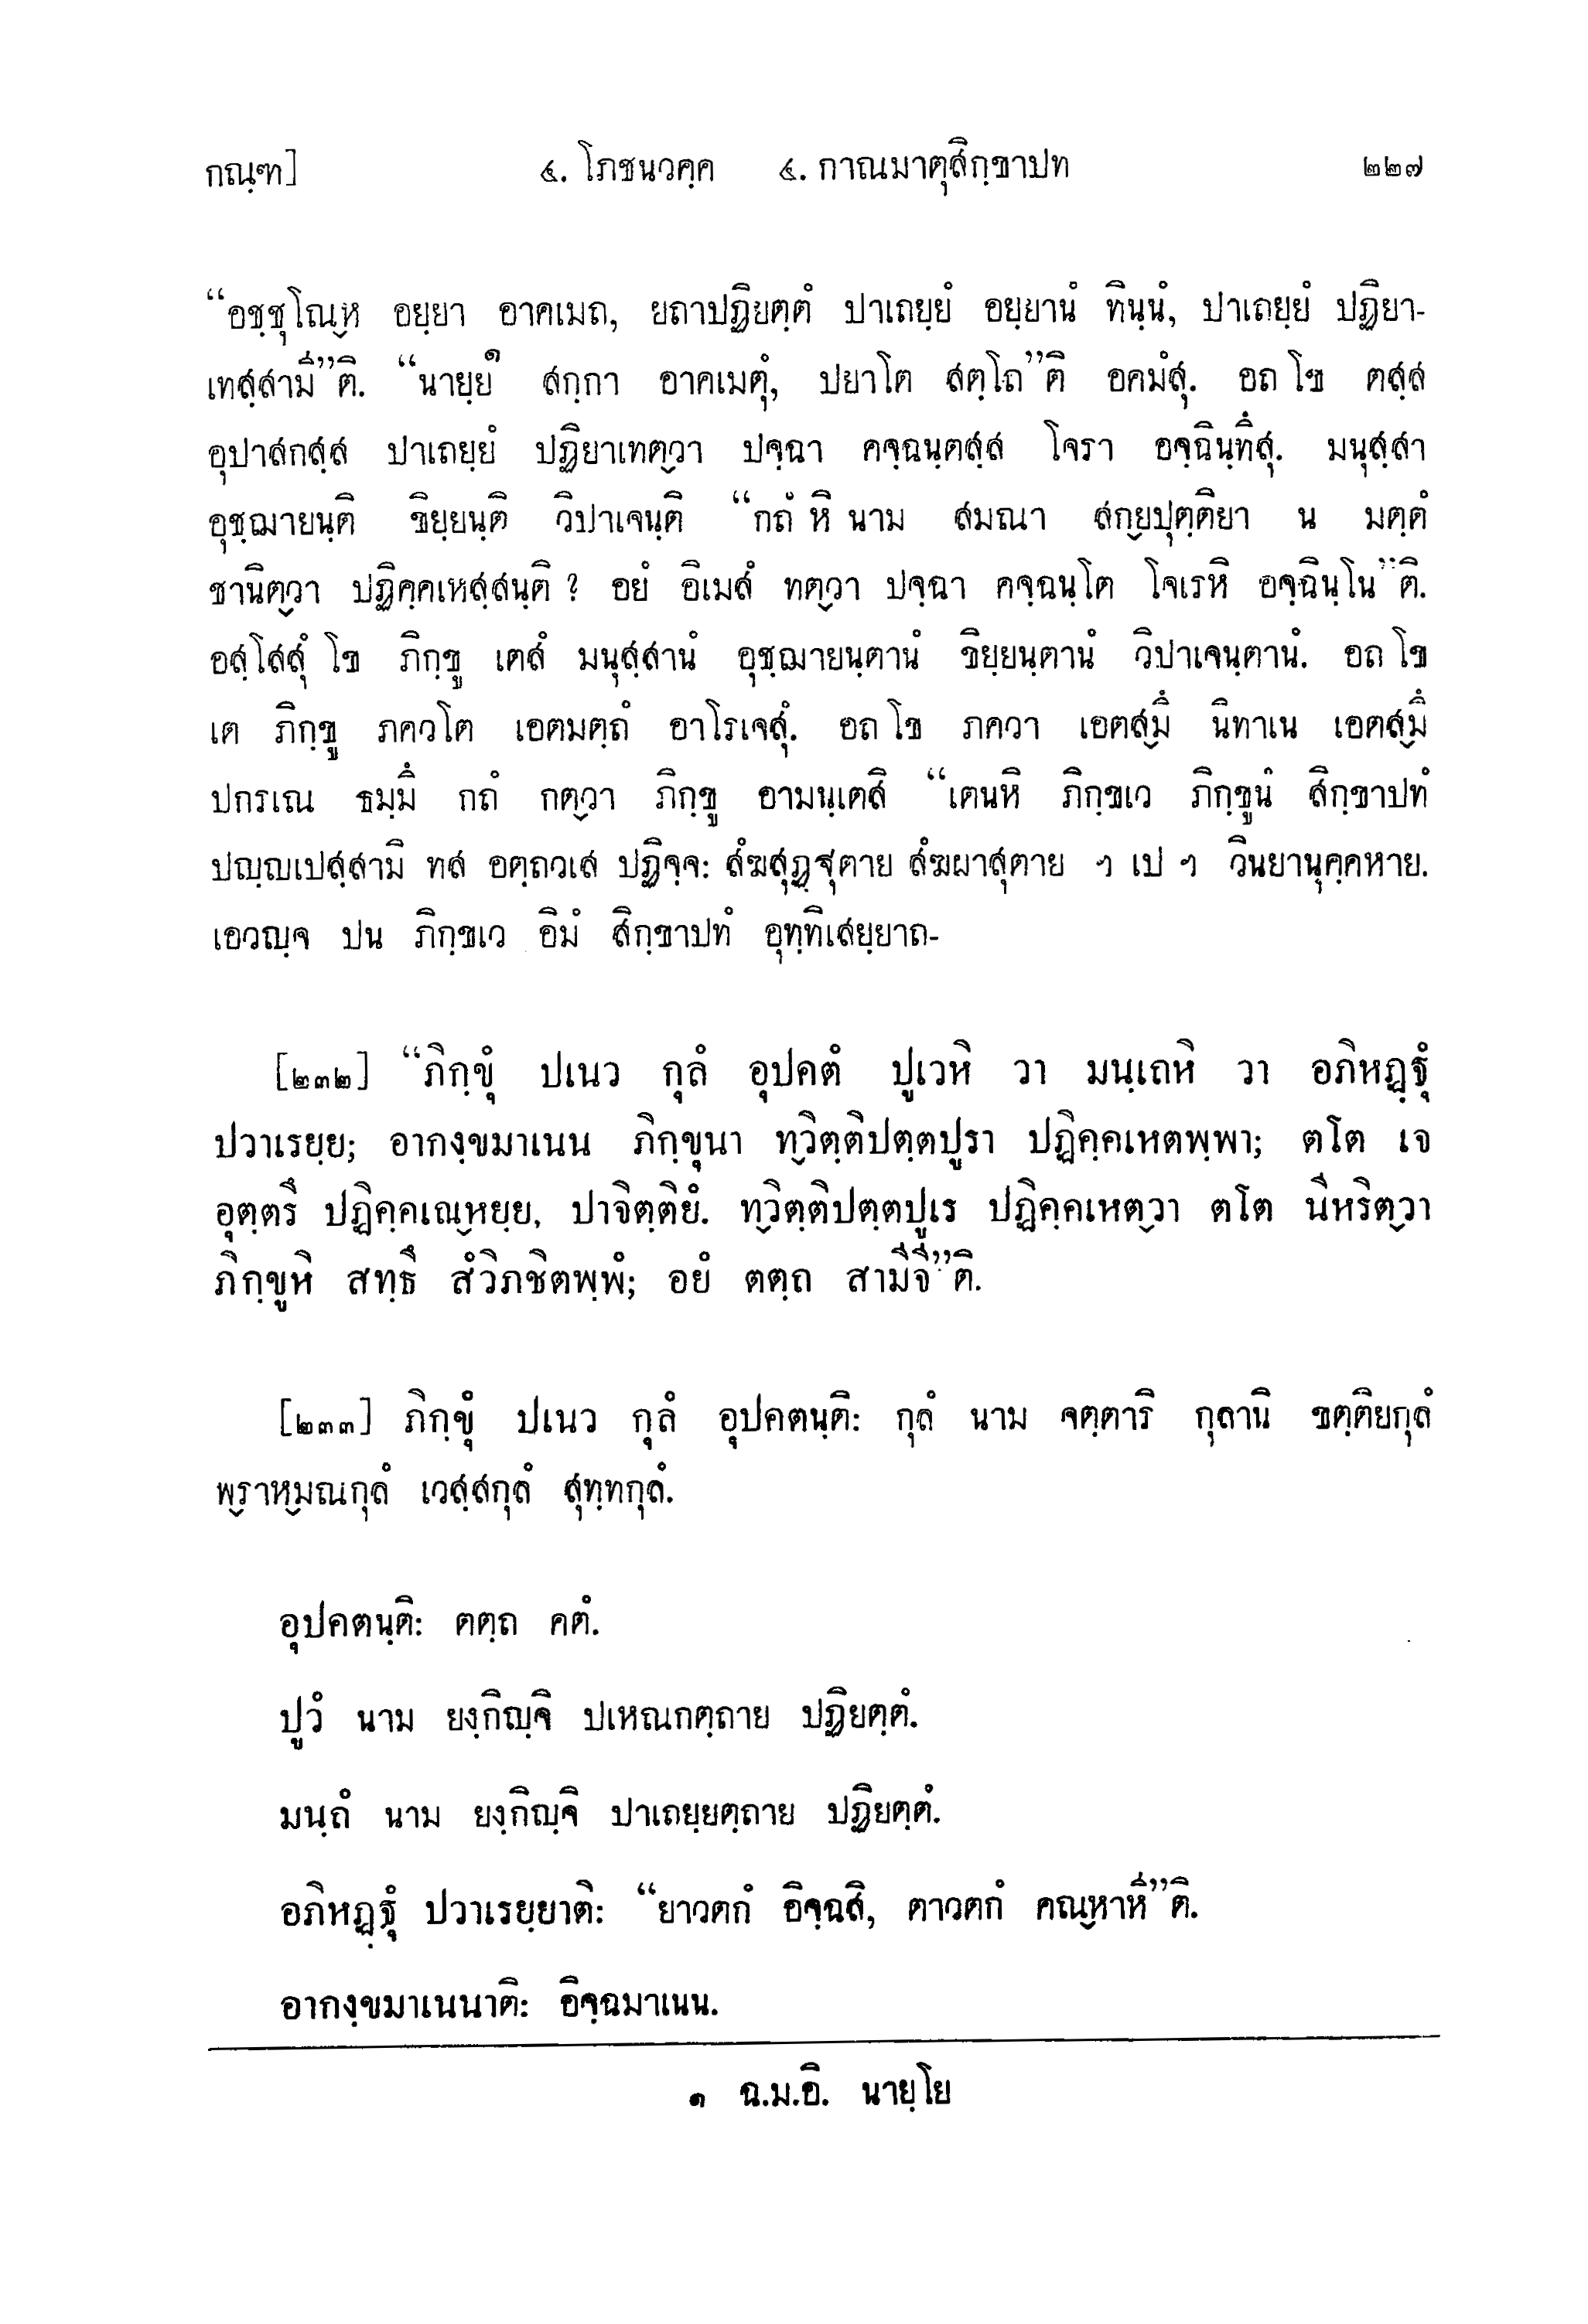 กณฺฑ]	๔. โภชนวคฺค ๔. กาณมาตุสิกฺขาปท	๒๒๗
“อชฺชุโณฺห อยฺยา อาคเมถ, ยถาปฏิยตฺตํ ปาเถยฺยํ อยฺยานํ ทินฺนํ, ปาเถยฺยํ ปฏิยา-
เทสฺสามี”ติ. “นายฺย๑ สกฺกา อาคเมตุํ, ปยาโต สตฺโถ”ติ อคมํสุ. อถ โข ตสฺส
อุปาสกสฺส ปาเถยฺยํ ปฏิยาเทตฺวา ปจฺฉา คจฺฉนฺตสฺส โจรา อจฺฉินฺทึสุ. มนุสฺสา
อุชฺฌายนฺติ ขิยฺยนฺติ วิปาเจนฺติ “กถํ หิ นาม สมณา สกฺยปุตฺติยา น มตฺตํ
ชานิตฺวา ปฏิคฺคเหสฺสนฺติ ? อยํ อิเมสํ ทตฺวา ปจฺฉา คจฺฉนฺโต โจเรหิ อจฺฉินฺโน”ติ.
อสฺโสสุํ โข ภิกฺขู เตสํ มนุสฺสานํ อุชฺฌายนฺตานํ ขิยฺยนฺตานํ วิปาเจนฺตานํ. อถ โข
เต ภิกฺขู ภควโต เอตมตฺถํ อาโรเจสุํ. อถ โข ภควา เอตสฺมึ นิทาเน เอตสฺมึ
ปกรเณ ธมฺมึ กถํ กตฺวา ภิกฺขู อามนฺเตสิ “เตนหิ ภิกฺขเว ภิกฺขูนํ สิกฺขาปทํ
ปญฺญเปสฺสามิ ทส อตฺถวเส ปฏิจฺจ: สํฆสุฏฺฐุตาย สํฆผาสุตาย ฯ เป ฯ วินยานุคฺคหาย.
เอวญฺจ ปน ภิกฺขเว อิมํ สิกฺขาปทํ อุทฺทิเสยฺยาถ-
[๒๓๒] “ภิกฺขุํ ปเนว กุลํ อุปคตํ ปูเวหิ วา มนฺเถหิ วา อภิหฏฺฐุํ
ปวาเรยฺย; อากงฺขมาเนน ภิกฺขุนา ทฺวิตฺติปตฺตปูรา ปฏิคฺคเหตพฺพา; ตโต เจ
อุตฺตรึ ปฏิคฺคเณฺหยฺย, ปาจิตฺติยํ. ทฺวิตฺติปตฺตปูเร ปฏิคฺคเหตฺวา ตโต นีหริตฺวา
ภิกฺขูหิ สทฺธึ สํวิภชิตพฺพํ; อยํ ตตฺถ สามีจี”ติ.
[๒๓๓] ภิกฺขุํ ปเนว กุลํ อุปคตนฺติ: กุลํ นาม จตฺตาริ กุลานิ ขตฺติยกุลํ
พฺราหฺมณกุลํ เวสฺสกุลํ สุทฺทกุลํ.
อุปคตนฺติ: ตตฺถ คตํ.
ปูวํ นาม ยงฺกิญฺจิ ปเหณกตฺถาย ปฏิยตฺตํ.
มนฺถํ นาม ยงฺกิญฺจิ ปาเถยฺยตฺถาย ปฏิยตฺตํ.
อภิหฏฺฐุํ ปวาเรยฺยาติ: “ยาวตกํ อิจฺฉสิ, ตาวตกํ คณฺหาหี”ติ.
อากงฺขมาเนนาติ: อิจฺฉมาเนน.
๑ ฉ.ม.อิ. นายฺโย